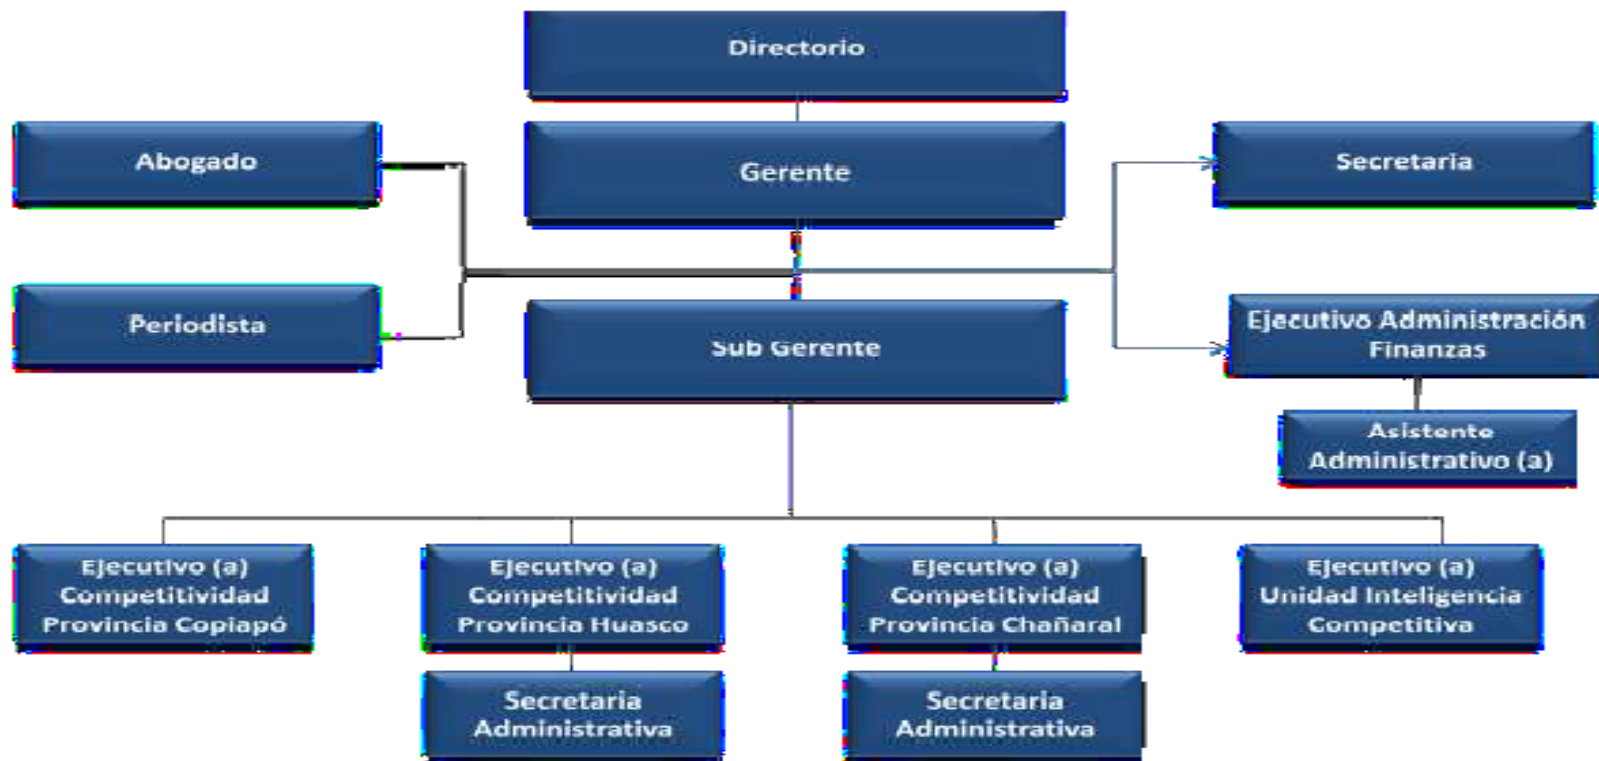 Directorio
Abogado
Gerente
Secretaria
Periodista
Sub Gerente
Ejecutivo Administración
Finanzas
Asistente
Administrativo (a)
Ejecutivo (a)
Competitividad
Provincia Copiapó
Ejecutivo (a)
Competitividad
Provincia Huasco
Ejecutivo (a)
Competitividad
Provincia Chañaral
Ejecutivo (a)
Unidad Inteligencia
Competitiva
Secretaria
Administrativa
Secretaria
Administrativa